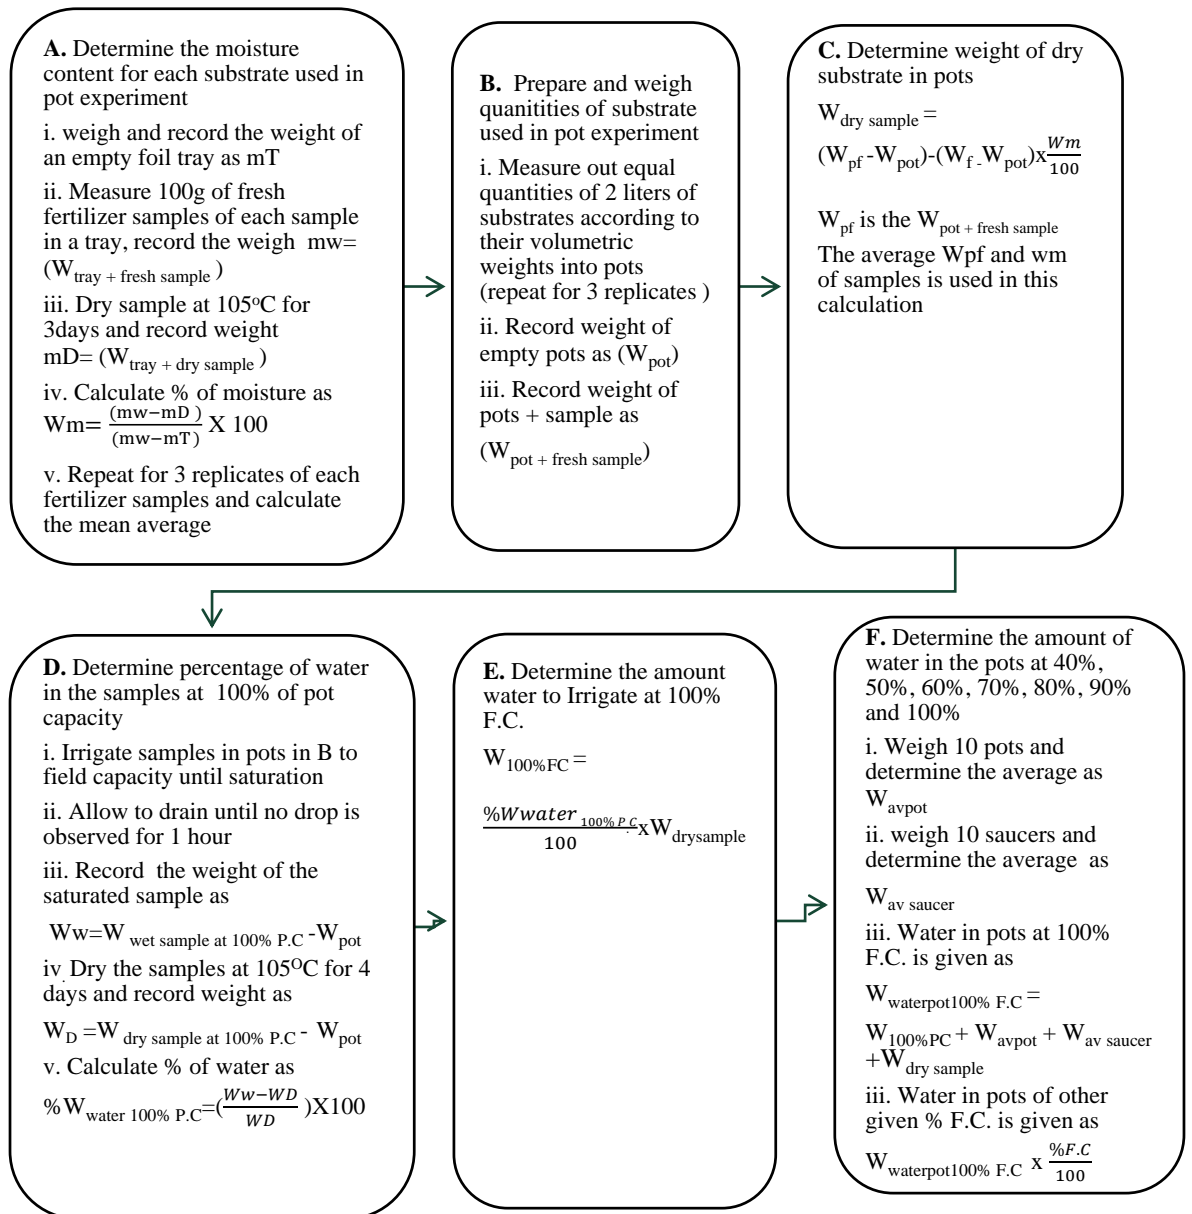 A. Determine the moisture
content for each substrate used in
pot experiment
i. weigh and record the weight of
an empty foil tray as mT
ii. Measure 100g of fresh
fertilizer samples of each sample
in a tray, record the weigh mw=
(W tray + fresh sample )
iii. Dry sample at 105°C for
3days and record weight
mD= (W tray + dry sample )
iv. Calculate % of moisture as
Wm= (mw−mD ) / (mw−mT) X 100
v. Repeat for 3 replicates of each
fertilizer samples and calculate
the mean average
B. Prepare and weigh
quanitities of substrate
used in pot experiment
i. Measure out equal
quantities of 2 liters of
substrates according to
their volumetric
weights into pots
(repeat for 3 replicates )
ii. Record weight of
empty pots as (W pot)
iii. Record weight of
pots + sample as
(W pot + fresh sample)
C. Determine weight of dry
substrate in pots
W dry sample =
(W pf -W pot)-(W f - W pot)x Wm / 100
W pf is the W pot + fresh sample
The average Wpf and wm
of samples is used in this
calculation
D. Determine percentage of water
in the samples at 100% of pot
capacity
i. Irrigate samples in pots in B to
field capacity until saturation
ii. Allow to drain until no drop is
observed for 1 hour
iii. Record the weight of the
saturated sample as
Ww=W wet sample at 100% P.C -W pot
iv. Dry the samples at 105°C for 4
days and record weight as
W D =W dry sample at 100% P.C - W pot
v. Calculate % of water as
%W water 100% P.C=( Ww−WD / WD )X100
E. Determine the amount
water to Irrigate at 100%
F.C.
W 100%FC =
%Wwater 100% P.C / 100 xW drysample
F. Determine the amount of
water in the pots at 40%,
50%, 60%, 70%, 80%, 90%
and 100%
i. Weigh 10 pots and
determine the average as
W avpot
ii. weigh 10 saucers and
determine the average as
W av saucer
iii. Water in pots at 100%
F.C. is given as
W waterpot100% F.C =
W 100%PC + W avpot + W av saucer
+W dry sample
iii. Water in pots of other
given % F.C. is given as
W waterpot100% F.C x %F.C / 100